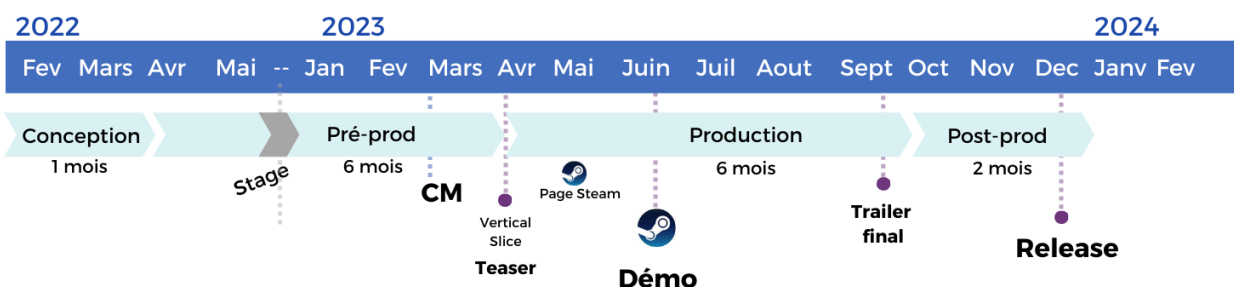 2022 2023 2024
Fev Mars Avr Mai -- Jan Fev Mars Avr Mai Juin Juil Aout Sept Oct Nov Dec Janv Fev
Conception Pré-prod Production Post-prod
1 mois 6 mois 6 mois 2 mois
Stage
CM
Page Steam
Vertical
Slice
Teaser
Démo
Trailer
final
Release